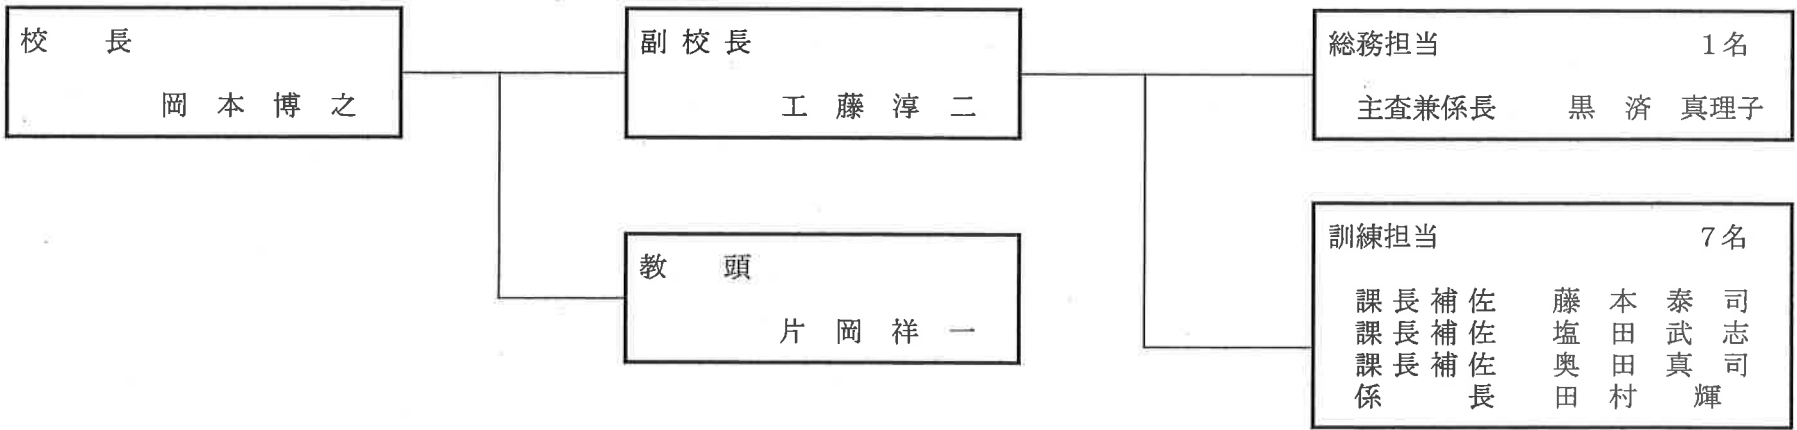 校　　長
岡　本　博　之
副 校 長
工　藤　淳　二
教　　頭
片　岡　祥　一
総務担当　　　　　　　　　1名
主査兼係長　　黒　済　真理子
訓練担当　　　　　　　　　7名
課 長 補 佐　　藤　本　泰　司
課 長 補 佐　　塩　田　武　志
課 長 補 佐　　奥　田　真　司
係　　　長　　田　村　　輝